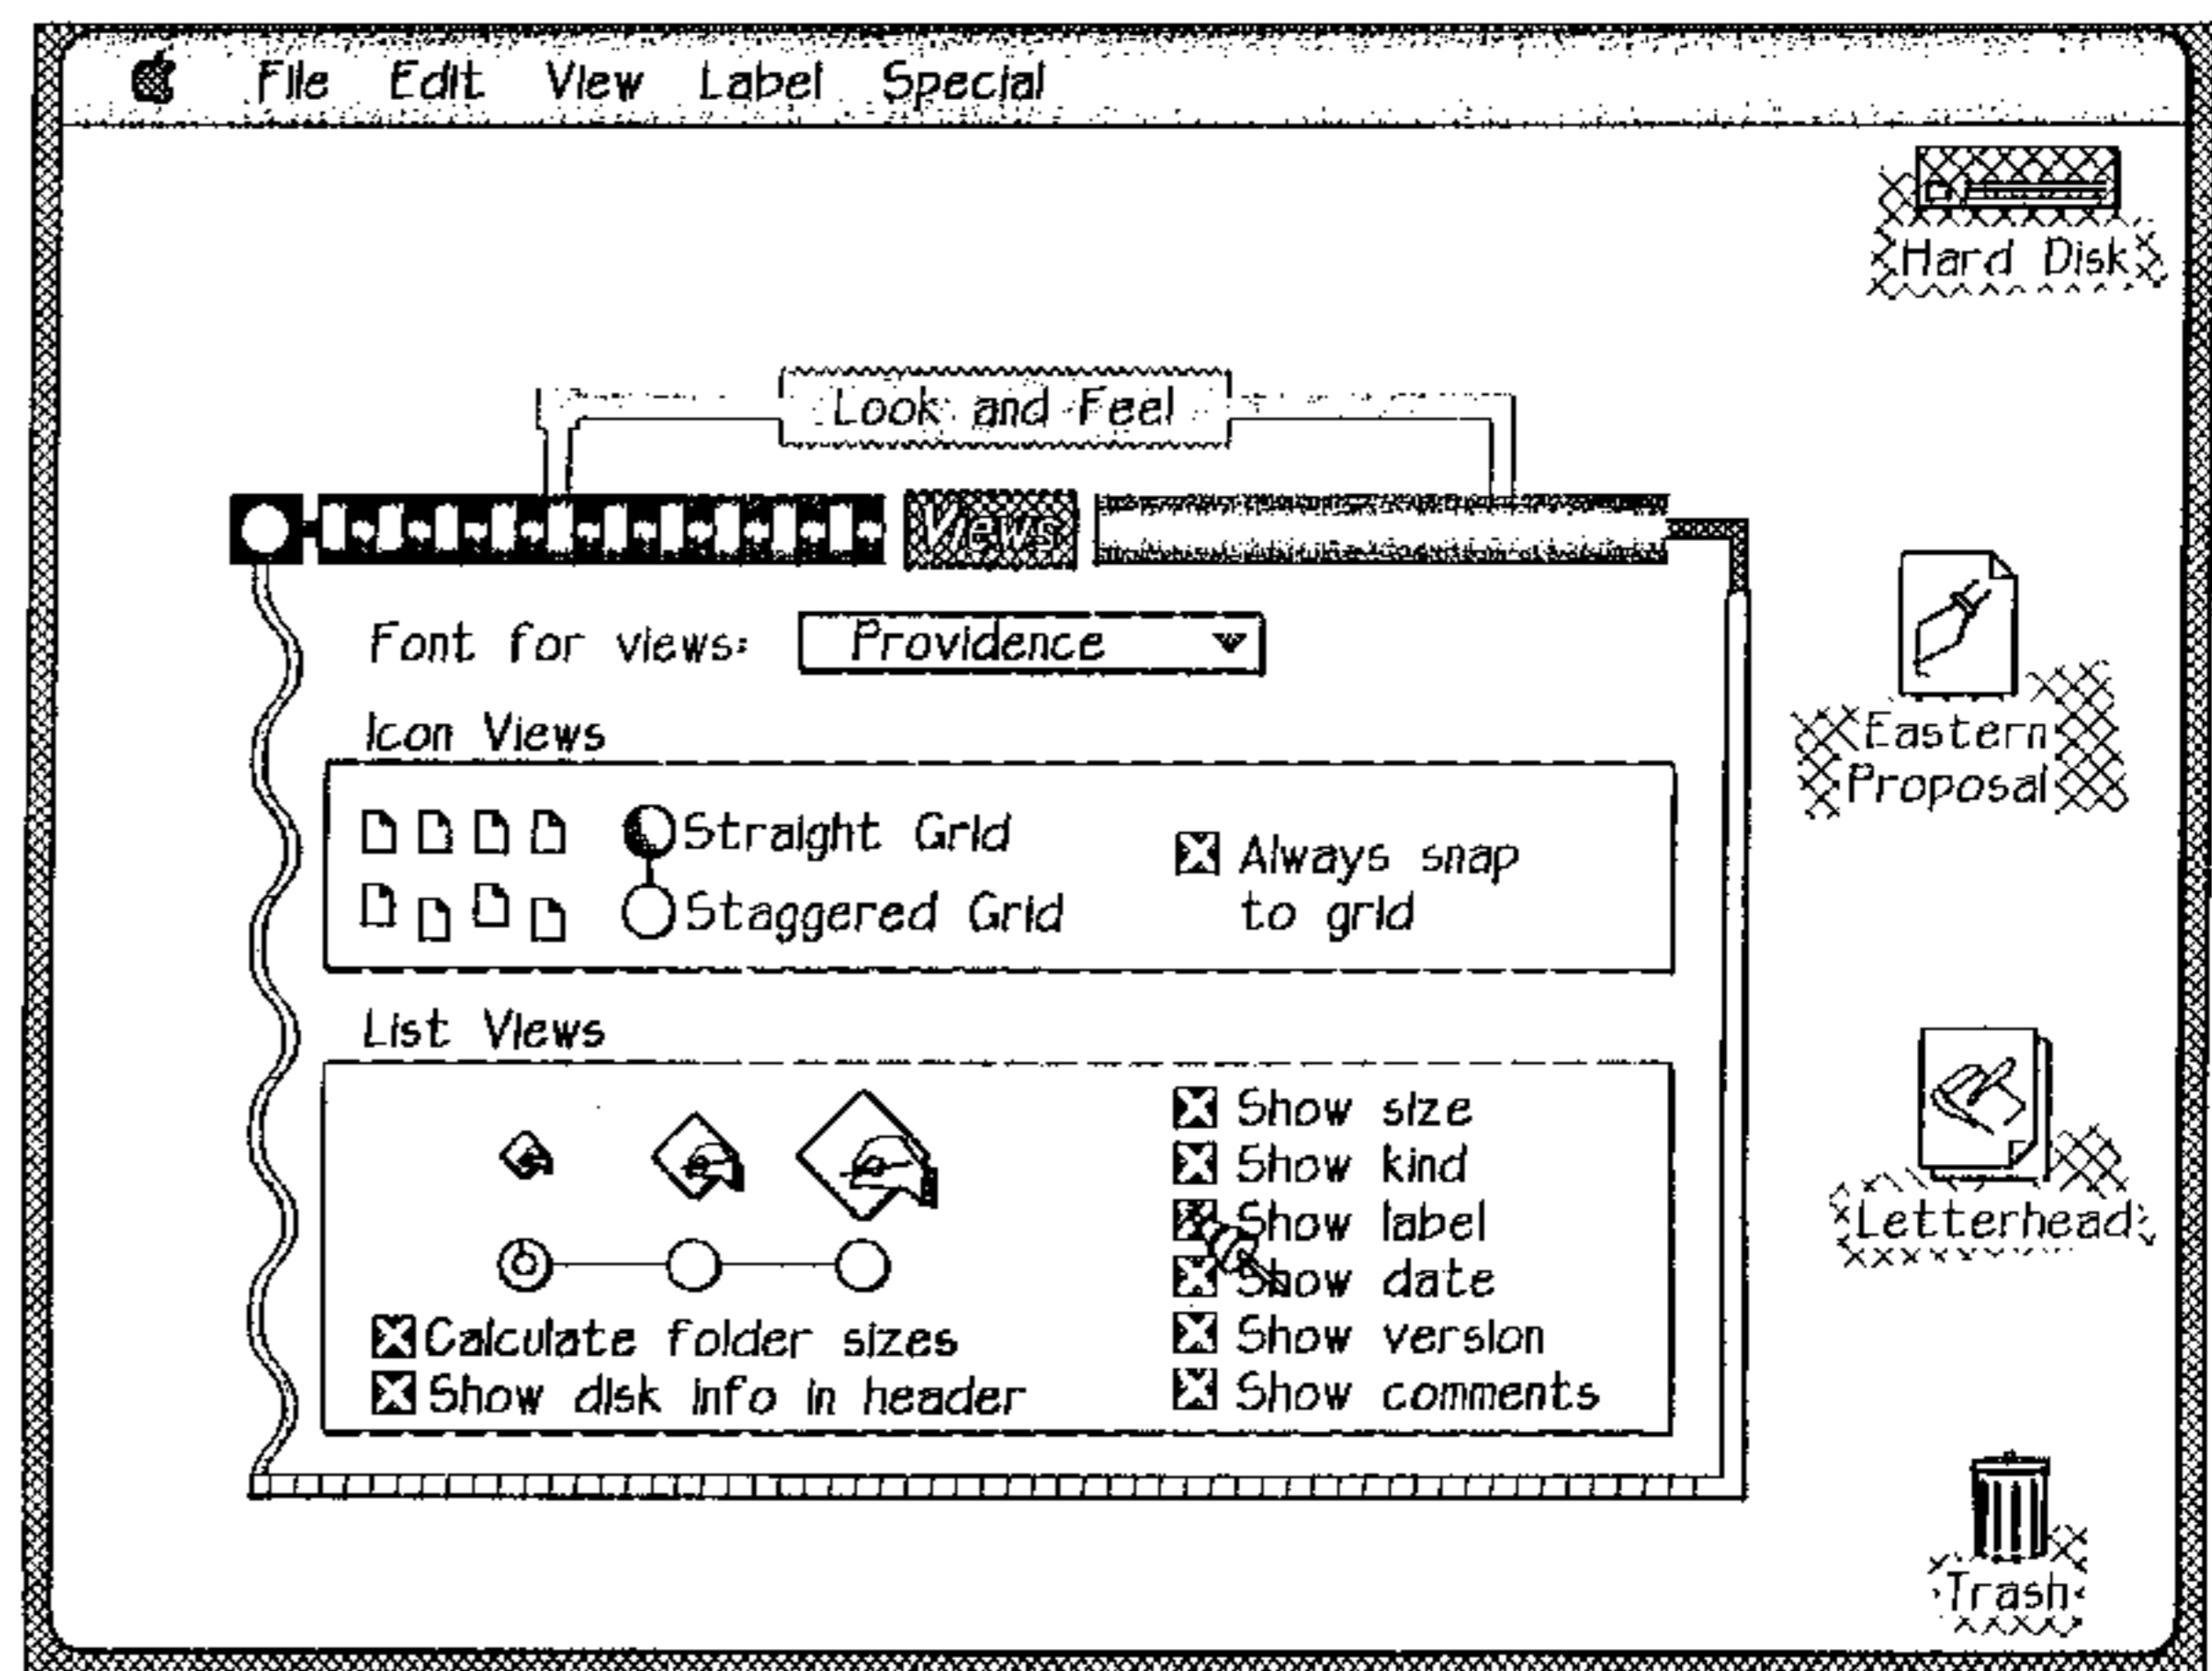 File Edit View Label Special
Hard Disk
Look and Feel
Views
Font for views: Providence
Icon Views
Straight Grid
Staggered Grid
Always snap
to grid
Eastern
Proposal
List Views
Show size
Show kind
Show label
Show date
Show version
Show comments
Calculate folder sizes
Show disk info in header
Letterhead
Trash